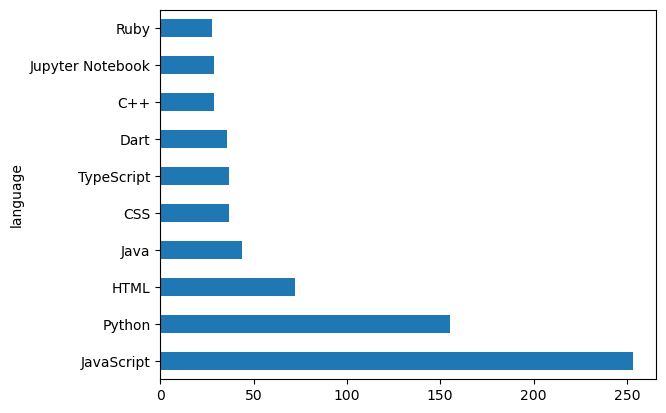 Ruby
Jupyter Notebook
C++
Dart
TypeScript
CSS
Java
HTML
Python
JavaScript
language
0 50 100 150 200 250